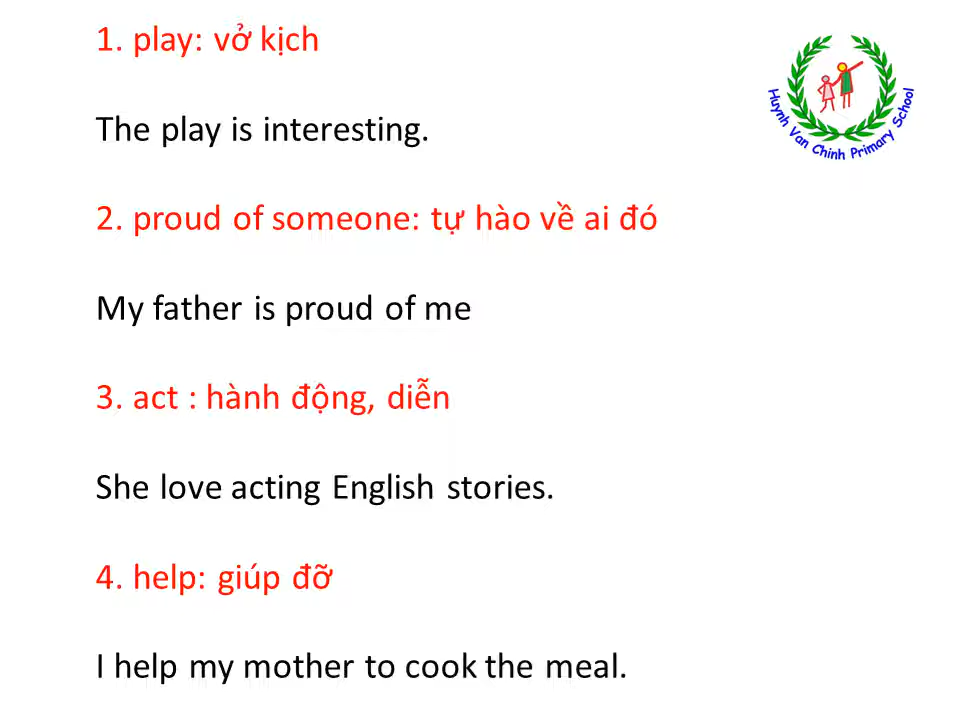 1. play: vở kịch
Huynh Van Chinh Primary School
The play is interesting.
2. proud of someone: tự hào về ai đó
My father is proud of me
3. act : hành động, diễn
She love acting English stories.
4. help: giúp đỡ
I help my mother to cook the meal.